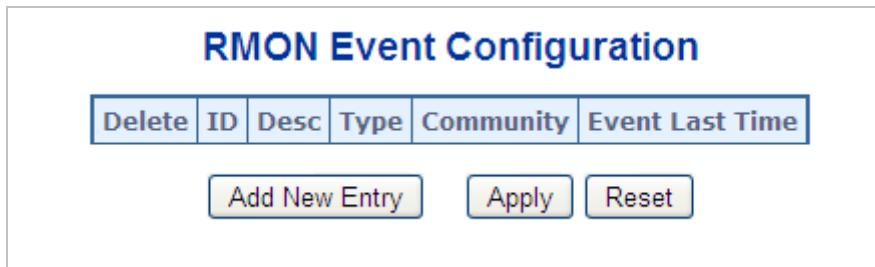 RMON Event Configuration
Delete ID Desc Type Community Event Last Time
Add New Entry Apply Reset